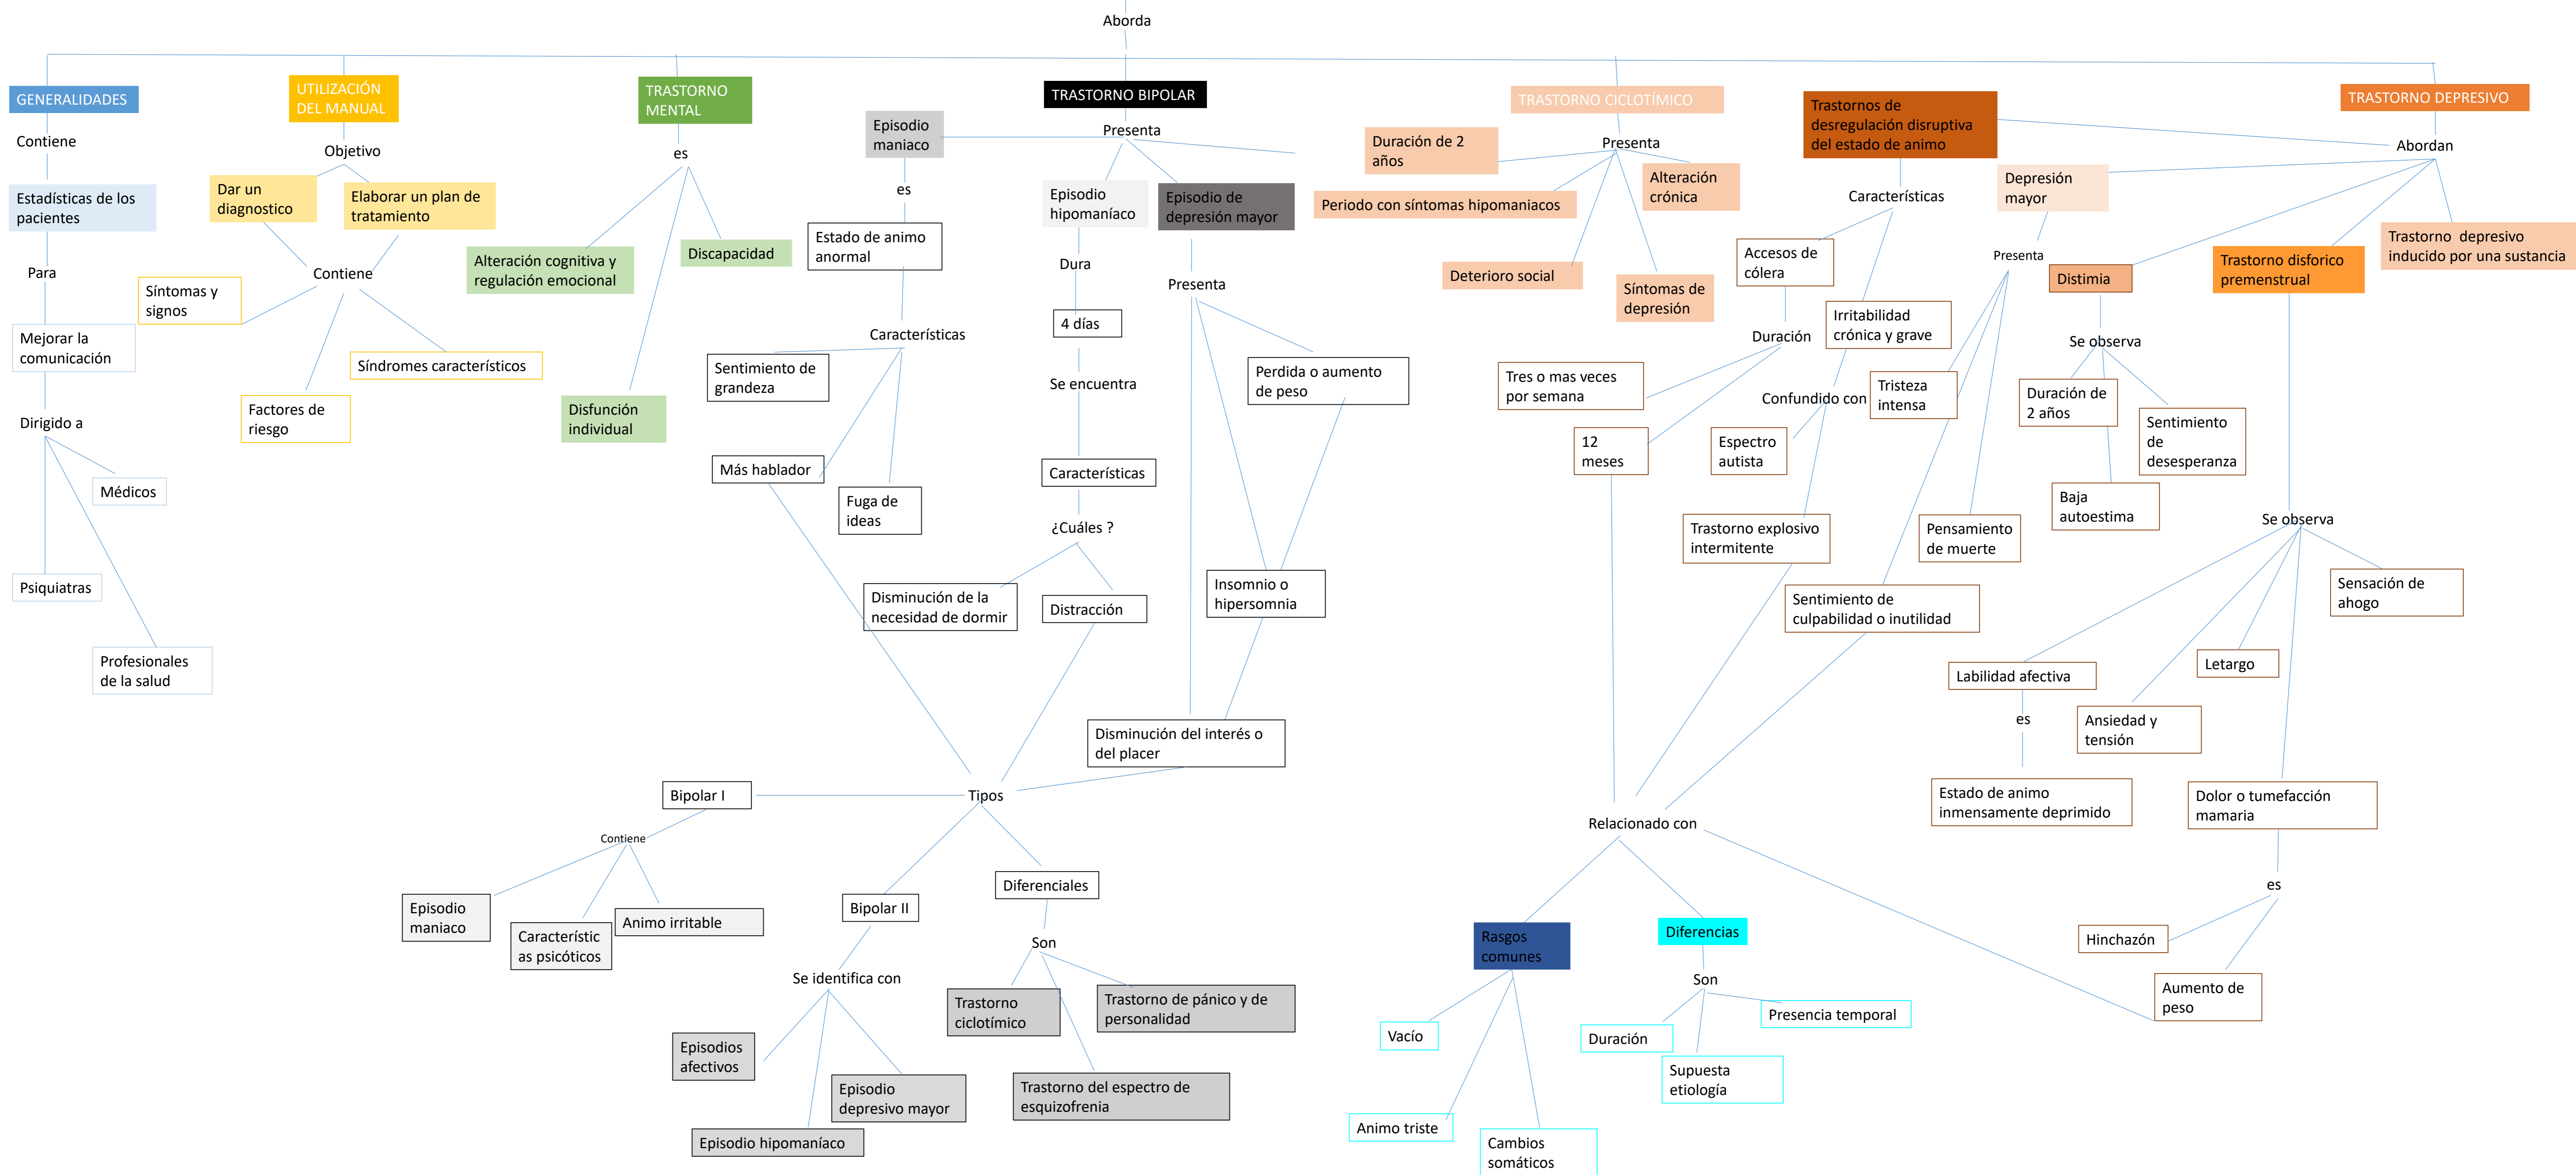 Aborda
GENERALIDADES
Contiene
Estadísticas de los
pacientes
Para
Mejorar la
comunicación
Dirigido a
Médicos
Psiquiatras
Profesionales
de la salud
UTILIZACIÓN
DEL MANUAL
Objetivo
Dar un
diagnostico
Elaborar un plan de
tratamiento
Contiene
Síntomas y
signos
Síndromes característicos
Factores de
riesgo
TRASTORNO
MENTAL
es
Alteración cognitiva y
regulación emocional
Discapacidad
Disfunción
individual
TRASTORNO BIPOLAR
Presenta
Episodio
maniaco
es
Estado de animo
anormal
Características
Sentimiento de
grandeza
Más hablador
Fuga de
ideas
Episodio
hipomaníaco
Dura
4 días
Se encuentra
Características
¿Cuáles ?
Disminución de la
necesidad de dormir
Distracción
Episodio de
depresión mayor
Presenta
Perdida o aumento
de peso
Insomnio o
hipersomnia
Disminución del interés o
del placer
Tipos
Bipolar I
Contiene
Episodio
maniaco
Característic
as psicóticos
Animo irritable
Bipolar II
Se identifica con
Episodios
afectivos
Episodio
depresivo mayor
Episodio hipomaníaco
Diferenciales
Son
Trastorno
ciclotímico
Trastorno de pánico y de
personalidad
Trastorno del espectro de
esquizofrenia
TRASTORNO CICLOTÍMICO
Presenta
Duración de 2
años
Alteración
crónica
Periodo con síntomas hipomaniacos
Deterioro social
Síntomas de
depresión
TRASTORNO DEPRESIVO
Abordan
Trastornos de
desregulación disruptiva
del estado de animo
Características
Accesos de
cólera
Duración
Tres o mas veces
por semana
12
meses
Irritabilidad
crónica y grave
Confundido con
Espectro
autista
Trastorno explosivo
intermitente
Depresión
mayor
Presenta
Tristeza
intensa
Pensamiento
de muerte
Sentimiento de
culpabilidad o inutilidad
Distimia
Se observa
Duración de
2 años
Sentimiento
de
desesperanza
Baja
autoestima
Trastorno disforico
premenstrual
Se observa
Sensación de
ahogo
Letargo
Labilidad afectiva
es
Estado de animo
inmensamente deprimido
Ansiedad y
tensión
Dolor o tumefacción
mamaria
es
Hinchazón
Aumento de
peso
Trastorno  depresivo
inducido por una sustancia
Relacionado con
Rasgos
comunes
Vacío
Animo triste
Cambios
somáticos
Diferencias
Son
Presencia temporal
Duración
Supuesta
etiología